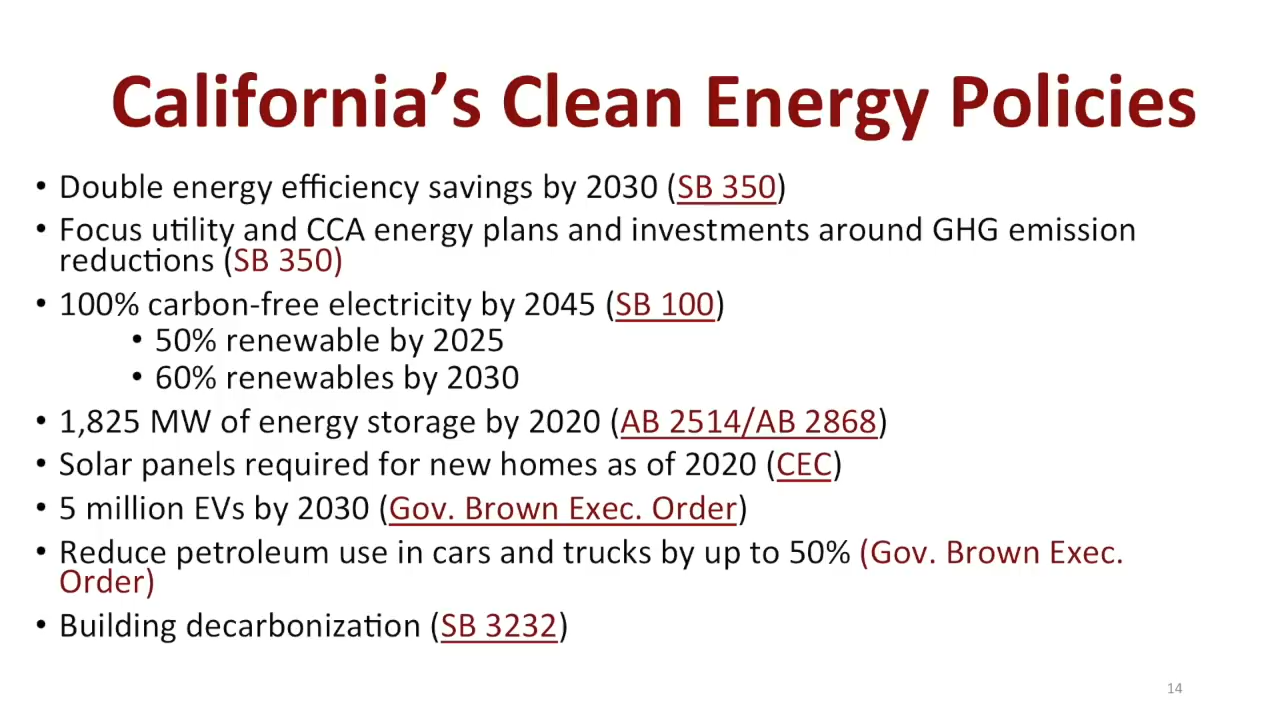 California’s Clean Energy Policies
• Double energy efficiency savings by 2030 (SB 350)
• Focus utility and CCA energy plans and investments around GHG emission
reductions (SB 350)
• 100% carbon-free electricity by 2045 (SB 100)
• 50% renewable by 2025
• 60% renewables by 2030
• 1,825 MW of energy storage by 2020 (AB 2514/AB 2868)
• Solar panels required for new homes as of 2020 (CEC)
• 5 million EVs by 2030 (Gov. Brown Exec. Order)
• Reduce petroleum use in cars and trucks by up to 50% (Gov. Brown Exec.
Order)
• Building decarbonization (SB 3232)
14